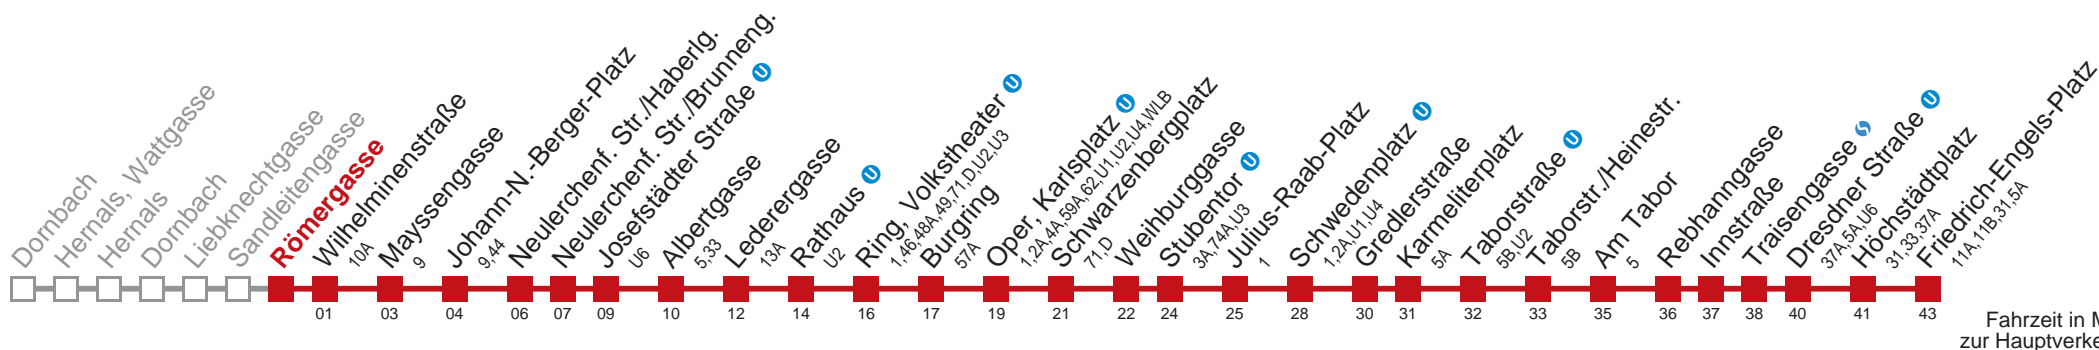 Dornbach
Hernals, Wattgasse
Hernals
Dornbach
Liebknechtgasse
Sandleitengasse
Römergasse
Wilhelminenstraße
10A
Mayssengasse
9
Johann-N.-Berger-Platz
9,44
Neulerchenf. Str./Haberlg.
Neulerchenf. Str./Brunneng.
Josefstädter Straße U
U6
Albertgasse
5,33
Lederergasse
13A
Rathaus U
U2
Ring, Volkstheater U
1,46,48A,49,71,D,U2,U3
Burgring
57A
Oper, Karlsplatz U
1,2A,4A,59A,62,U1,U2,U4,WLB
Schwarzenbergplatz
71,D
Weihburggasse
Stubentor U
3A,74A,U3
Julius-Raab-Platz
1
Schwedenplatz U
1,2A,U1,U4
Gredlerstraße
Karmeliterplatz
5A
Taborstraße U
5B,U2
Taborstr./Heinestr.
5B
Am Tabor
5
Rebhanngasse
Innstraße
Traisengasse S
Dresdner Straße U
37A,5A,U6
Höchstädtplatz
31,33,37A
Friedrich-Engels-Platz
11A,11B,31,5A
01 03 04 06 07 09 10 12 14 16 17 19 21 22 24 25 28 30 31 32 33 35 36 37 38 40 41 43
Fahrzeit in M
zur Hauptverke